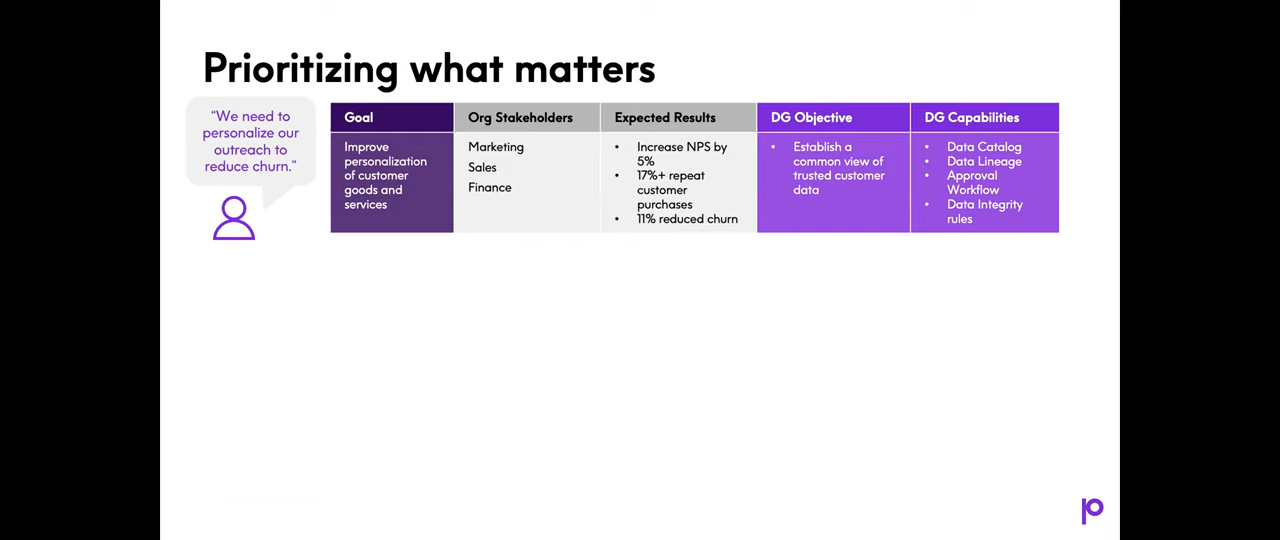 Prioritizing what matters
“We need to
personalize our
outreach to
reduce churn.”
Goal
Improve
personalization
of customer
goods and
services
Org Stakeholders
Marketing
Sales
Finance
Expected Results
• Increase NPS by
5%
• 17%+ repeat
customer
purchases
• 11% reduced churn
DG Objective
• Establish a
common view of
trusted customer
data
DG Capabilities
• Data Catalog
• Data Lineage
• Approval
Workflow
• Data Integrity
rules